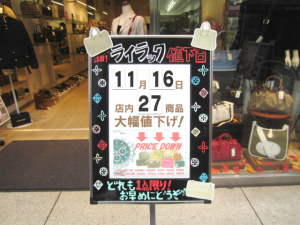 ライラック値下日
11月16日
店内27商品
大幅値下げ!
PRICE DOWN
どれも1点限り!
お早めにどうぞ